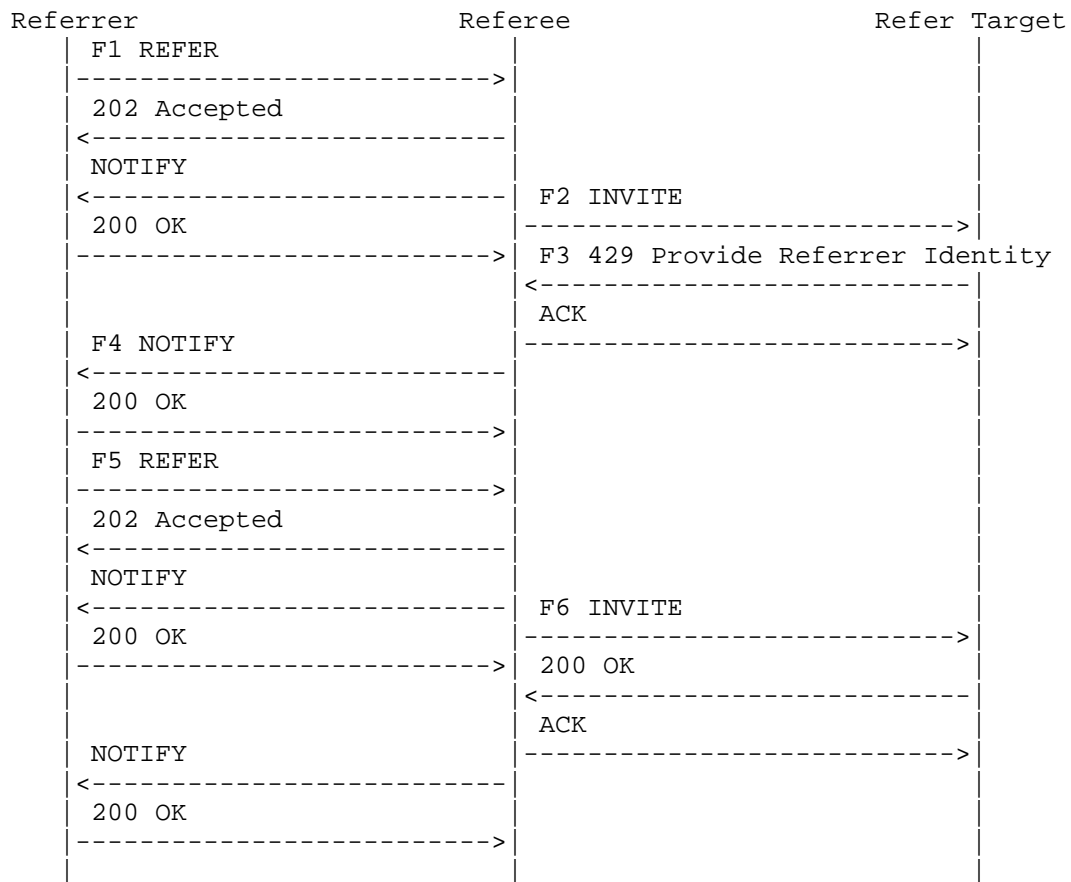 Referrer Referee Refer Target
F1 REFER
202 Accepted
NOTIFY
F2 INVITE
200 OK
F3 429 Provide Referrer Identity
ACK
F4 NOTIFY
200 OK
F5 REFER
202 Accepted
NOTIFY
F6 INVITE
200 OK
200 OK
ACK
NOTIFY
200 OK